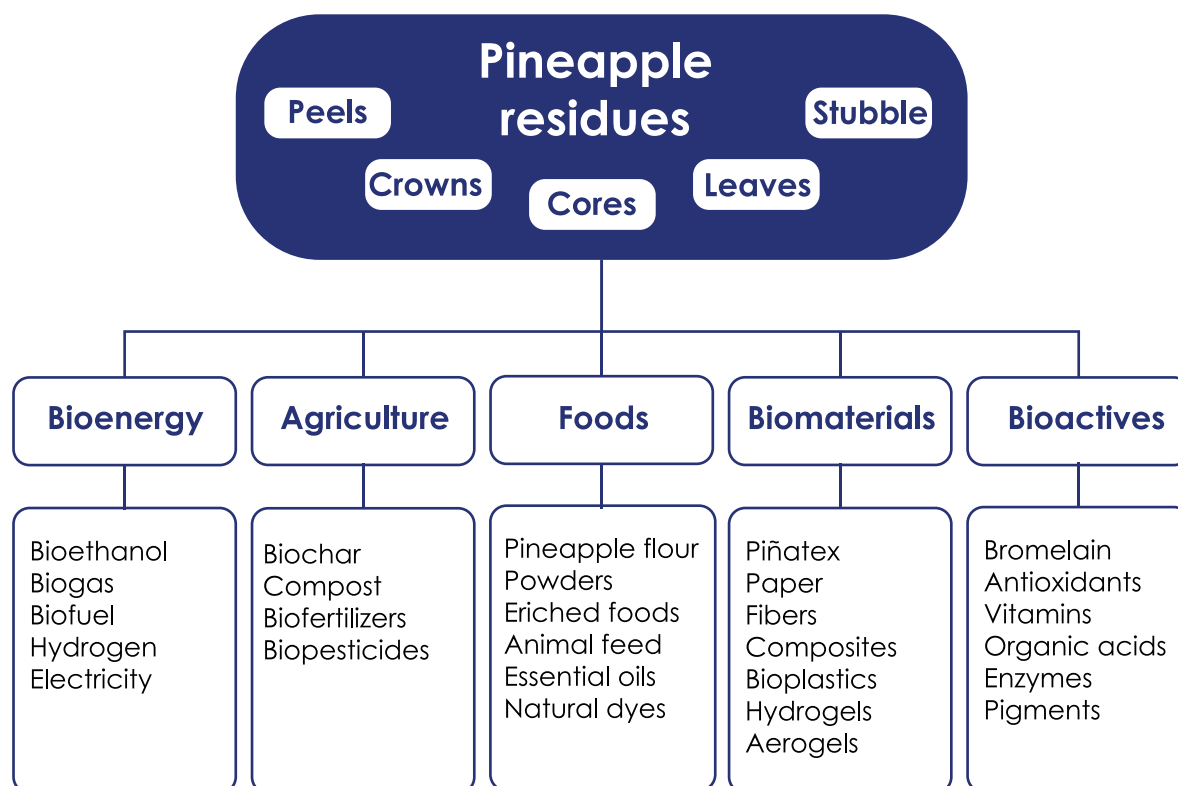 Pineapple
residues
Peels
Stubble
Crowns
Cores
Leaves
Bioenergy
Agriculture
Foods
Biomaterials
Bioactives
Bioethanol
Biogas
Biofuel
Hydrogen
Electricity
Biochar
Compost
Biofertilizers
Biopesticides
Pineapple flour
Powders
Eriched foods
Animal feed
Essential oils
Natural dyes
Piñatex
Paper
Fibers
Composites
Bioplastics
Hydrogels
Aerogels
Bromelain
Antioxidants
Vitamins
Organic acids
Enzymes
Pigments